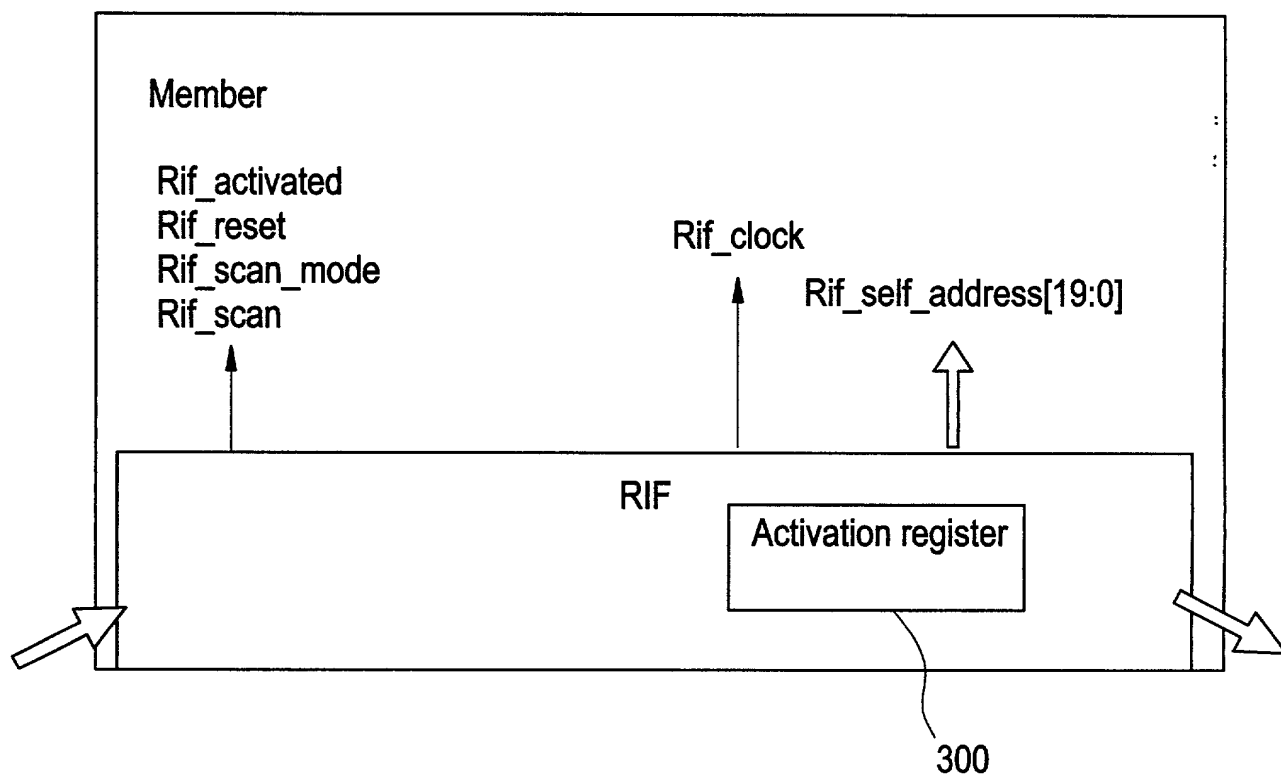 Member
Rif_activated
Rif_reset
Rif_scan_mode
Rif_scan
Rif_clock
Rif_self_address[19:0]
RIF
Activation register
300